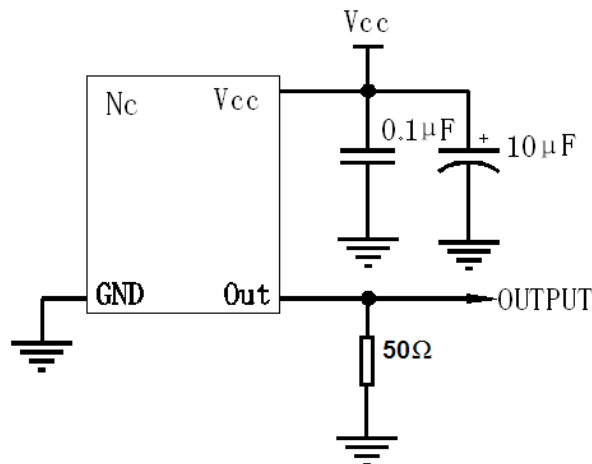 Vcc
Nc
Vcc
0.1μF
+
10μF
GND
Out
OUTPUT
50Ω